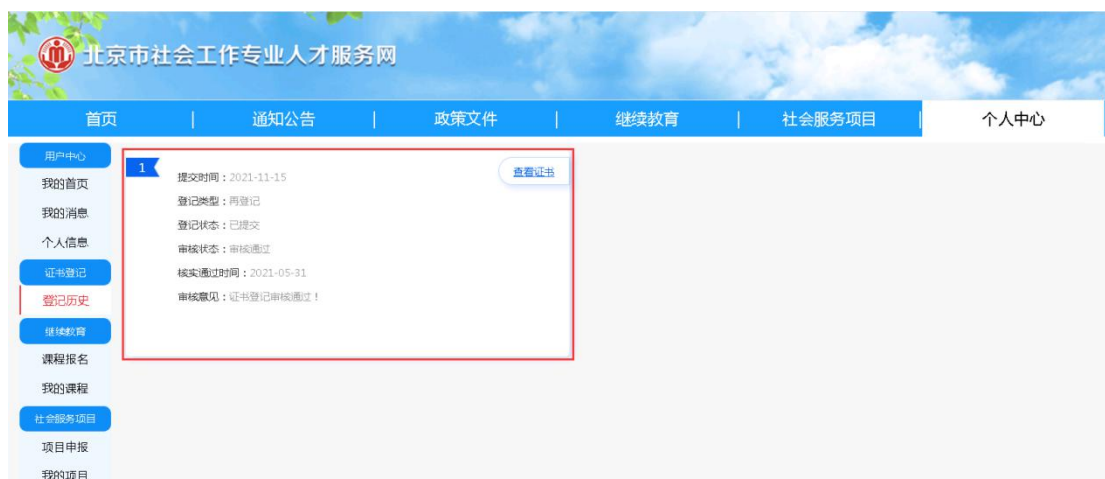 北京市社会工作专业人才服务网
首页 | 通知公告 | 政策文件 | 继续教育 | 社会服务项目 | 个人中心
用户中心
我的首页
我的消息
个人信息
证书登记
登记历史
继续教育
课程报名
我的课程
社会服务项目
项目申报
我的项目
1
查看证书
提交时间：2021-11-15
登记类型：再登记
登记状态：已提交
审核状态：审核通过
核实通过时间：2021-05-31
审核意见：证书登记审核通过！